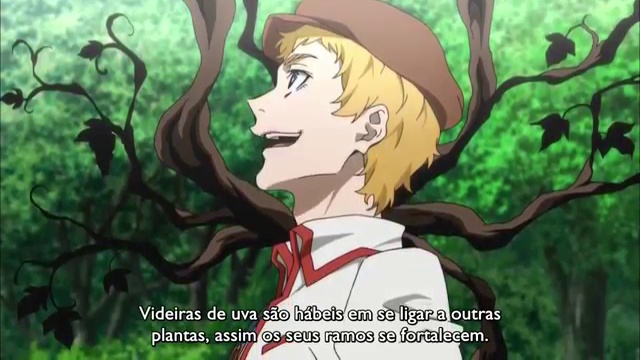 Videiras de uva são hábeis em se ligar a outras
plantas, assim os seus ramos se fortalecem.